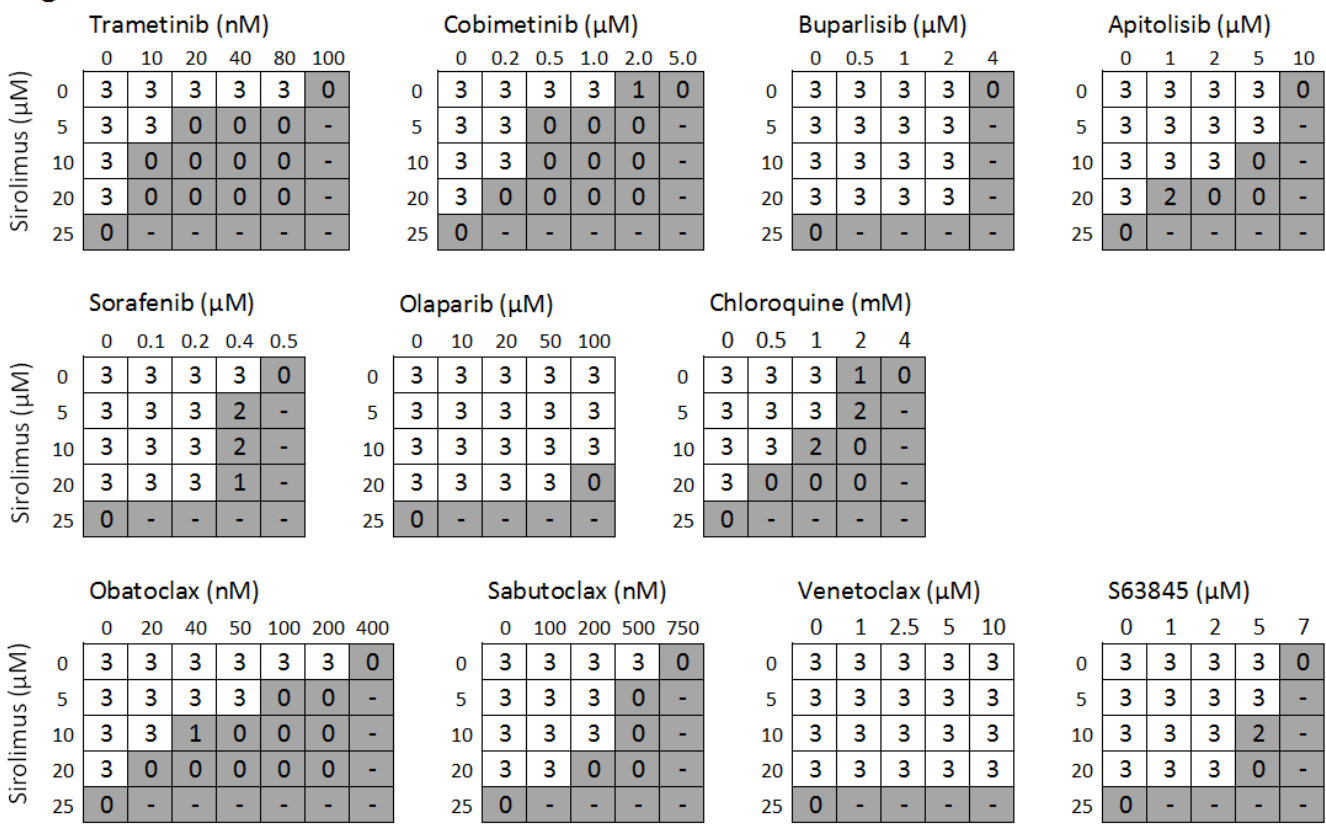 Trametinib (nM) Cobimetinib (μM) Buparlisib (μM) Apitolisib (μM)
0 10 20 40 80 100 0 0.2 0.5 1.0 2.0 5.0 0 0.5 1 2 4 0 1 2 5 10
Sirolimus (μM)
0 3 3 3 3 3 0 0 3 3 3 3 1 0 0 3 3 3 3 0 0 3 3 3 3 0
5 3 3 0 0 0 - 5 3 3 0 0 0 - 5 3 3 3 3 - 5 3 3 3 3 -
10 3 0 0 0 0 - 10 3 3 0 0 0 - 10 3 3 3 3 - 10 3 3 3 0 -
20 3 0 0 0 0 - 20 3 0 0 0 0 - 20 3 3 3 3 - 20 3 2 0 0 -
25 0 - - - - - 25 0 - - - - - 25 0 - - - - 25 0 - - - -
Sorafenib (μM) Olaparib (μM) Chloroquine (mM)
0 0.1 0.2 0.4 0.5 0 10 20 50 100 0 0.5 1 2 4
Sirolimus (μM)
0 3 3 3 3 0 0 3 3 3 3 3 0 3 3 3 1 0
5 3 3 3 2 - 5 3 3 3 3 3 5 3 3 3 2 -
10 3 3 3 2 - 10 3 3 3 3 3 10 3 3 2 0 -
20 3 3 3 1 - 20 3 3 3 3 0 20 3 0 0 0 -
25 0 - - - - 25 0 - - - - 25 0 - - - -
Obatoclax (nM) Sabutoclax (nM) Venetoclax (μM) S63845 (μM)
0 20 40 50 100 200 400 0 100 200 500 750 0 1 2.5 5 10 0 1 2 5 7
Sirolimus (μM)
0 3 3 3 3 3 3 0 0 3 3 3 3 0 0 3 3 3 3 3 0 3 3 3 3 0
5 3 3 3 3 0 0 - 5 3 3 3 0 - 5 3 3 3 3 3 5 3 3 3 3 -
10 3 3 1 0 0 0 - 10 3 3 3 0 - 10 3 3 3 3 3 10 3 3 3 2 -
20 3 0 0 0 0 0 - 20 3 3 0 0 - 20 3 3 3 3 3 20 3 3 3 0 -
25 0 - - - - - - 25 0 - - - - 25 0 - - - - 25 0 - - - -